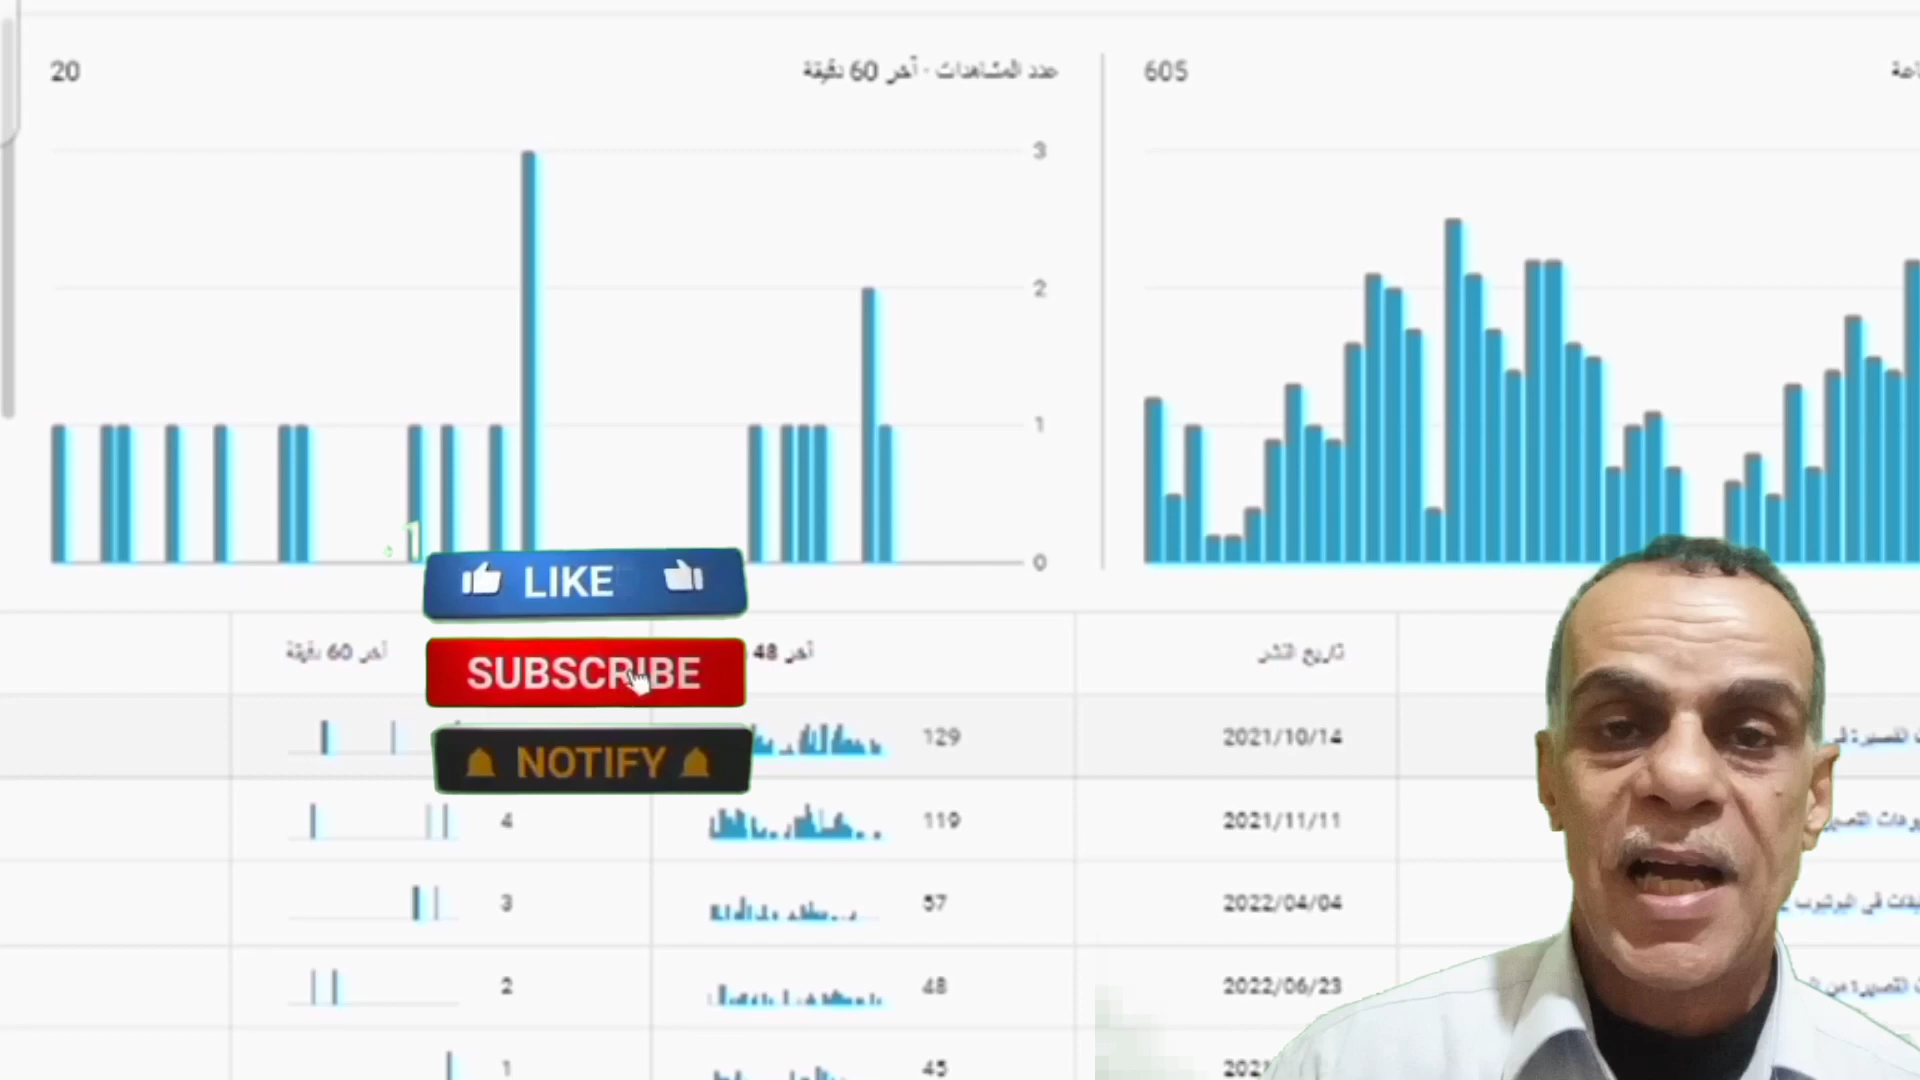 605
عدد المشاهدات - آخر 60 دقيقة
20
3
2
1
0
LIKE
SUBSCRIBE
NOTIFY
تاريخ النشر
آخر 48
آخر 60 دقيقة
2021/10/14
129
2021/11/11
119
4
2022/04/04
57
3
2022/06/23
48
2
45
1